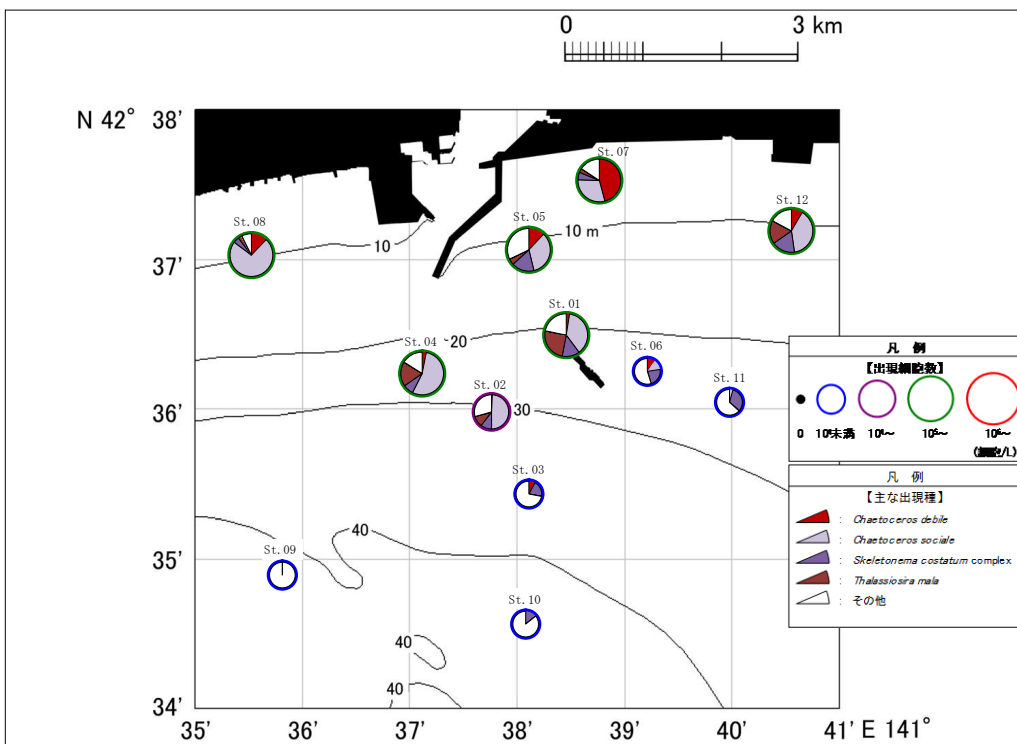 0 3 km
N 42° 38'
St.07
St.12
St.08
St.05
10
10 m
37'
St.01
St.04
20
St.06
St.11
St.02
36'
30
凡 例
【出現細胞数】
0 10⁴未満 10⁴~ 10⁵~ 10⁶~
(細胞/L)
St.03
凡 例
【主な出現種】
: Chaetoceros debile
: Chaetoceros sociale
: Skeletonema costatum complex
: Thalassiosira mala
: その他
40
35'
St.09
St.10
40
40
34'
35' 36' 37' 38' 39' 40' 41' E 141°